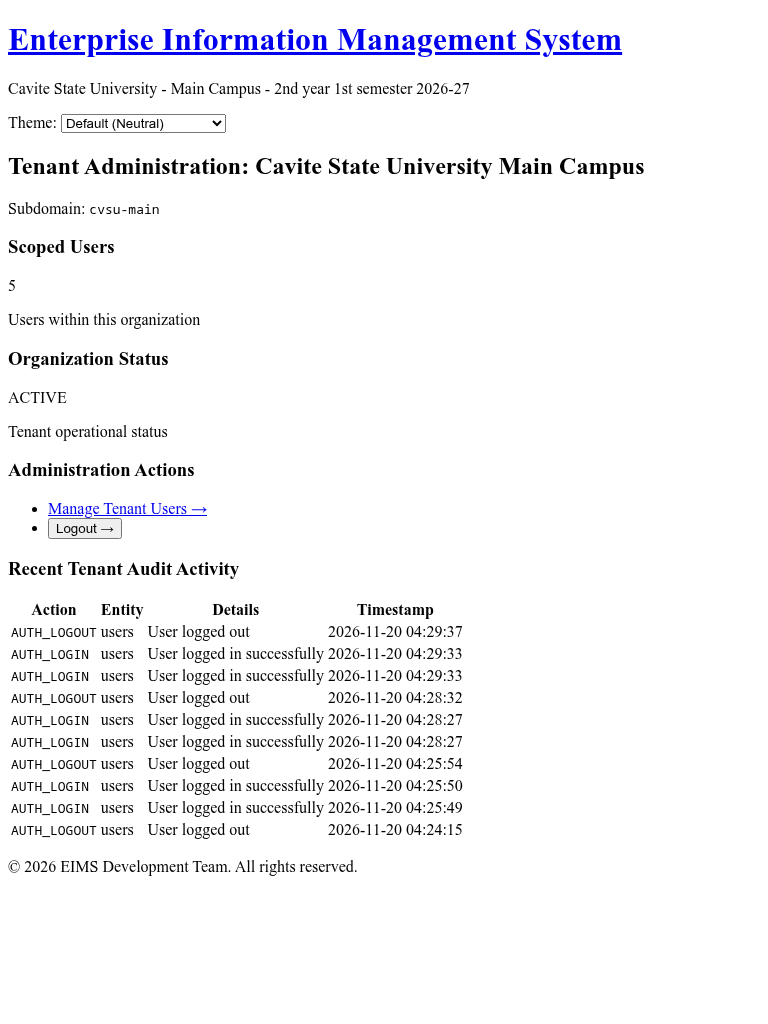 Enterprise Information Management System
Cavite State University - Main Campus - 2nd year 1st semester 2026-27
Theme: Default (Neutral)
Tenant Administration: Cavite State University Main Campus
Subdomain: cvsu-main
Scoped Users
5
Users within this organization
Organization Status
ACTIVE
Tenant operational status
Administration Actions
• Manage Tenant Users →
• Logout →
Recent Tenant Audit Activity
Action Entity Details Timestamp
AUTH_LOGOUT users User logged out 2026-11-20 04:29:37
AUTH_LOGIN users User logged in successfully 2026-11-20 04:29:33
AUTH_LOGIN users User logged in successfully 2026-11-20 04:29:33
AUTH_LOGOUT users User logged out 2026-11-20 04:28:32
AUTH_LOGIN users User logged in successfully 2026-11-20 04:28:27
AUTH_LOGIN users User logged in successfully 2026-11-20 04:28:27
AUTH_LOGOUT users User logged out 2026-11-20 04:25:54
AUTH_LOGIN users User logged in successfully 2026-11-20 04:25:50
AUTH_LOGIN users User logged in successfully 2026-11-20 04:25:49
AUTH_LOGOUT users User logged out 2026-11-20 04:24:15
© 2026 EIMS Development Team. All rights reserved.